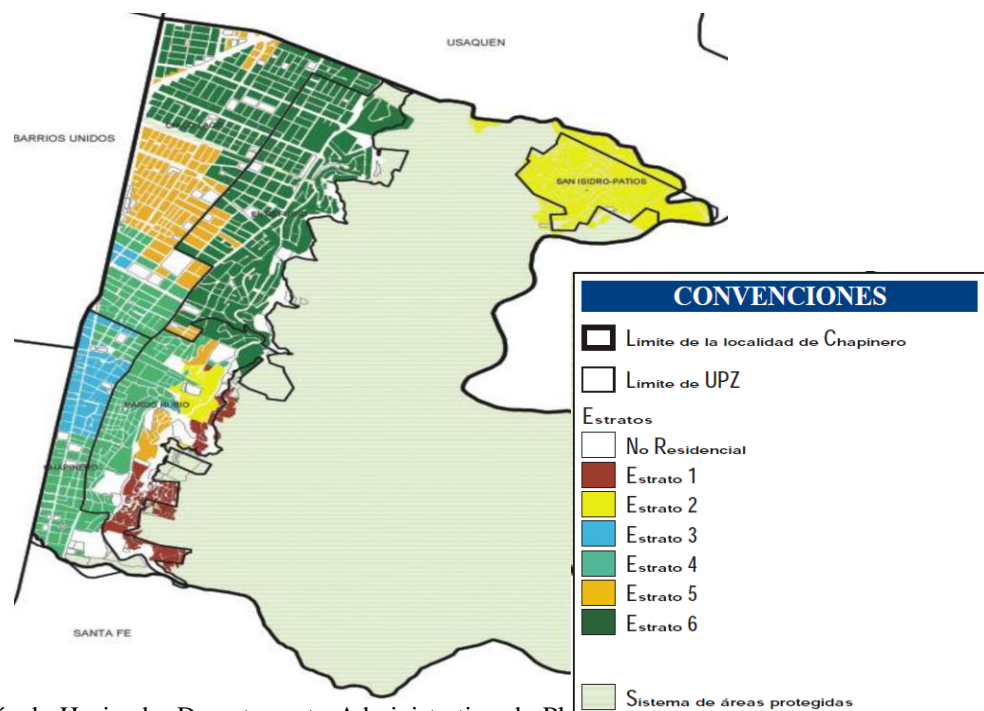 USAQUEN
BARRIOS UNIDOS
SAN ISIDRO-PATIOS
PARDO RUBIO
CHAPINERO
SANTA FE
CONVENCIONES
Límite de la localidad de Chapinero
Límite de UPZ
Estratos
No Residencial
Estrato 1
Estrato 2
Estrato 3
Estrato 4
Estrato 5
Estrato 6
Sistema de áreas protegidas